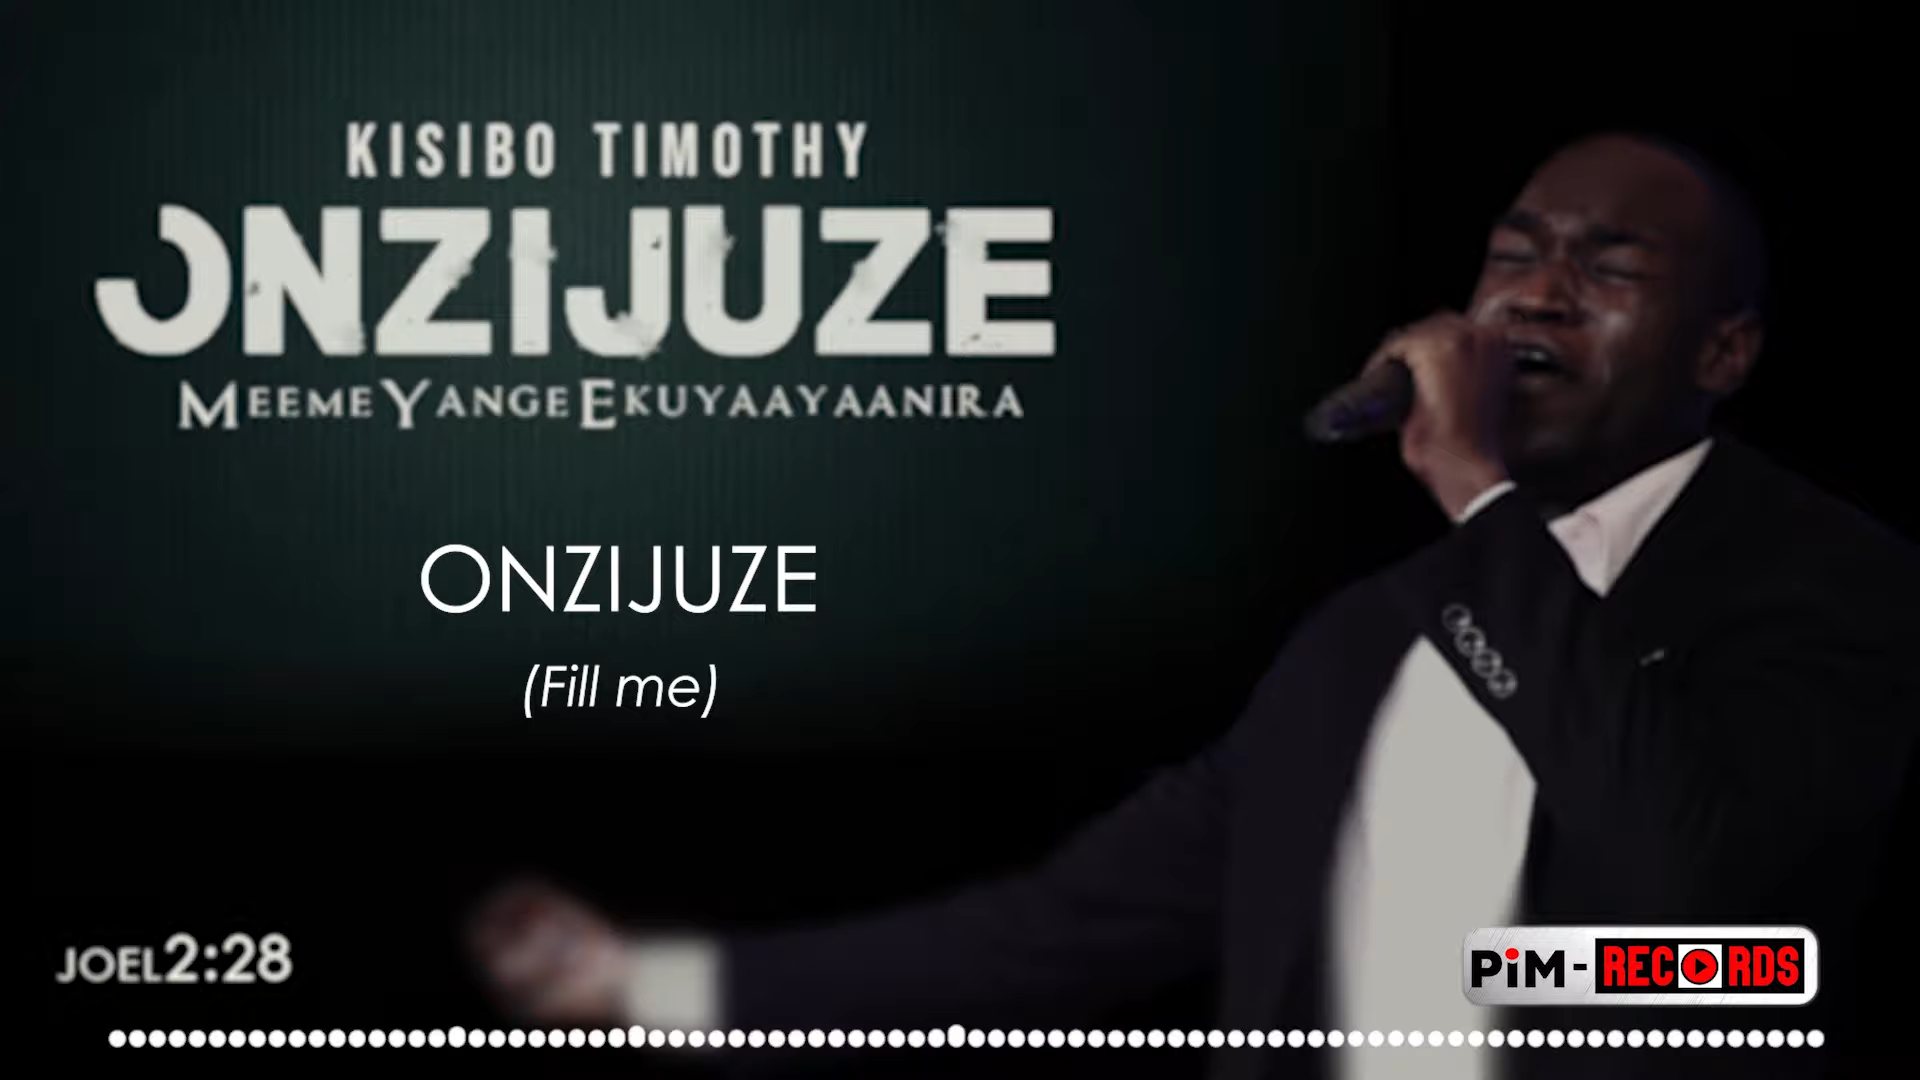 KISIBO TIMOTHY
ONZIJUZE
MEEME YANGE EKUYAAYAANIRA
ONZIJUZE
(Fill me)
JOEL 2:28
PiM-RECORDS